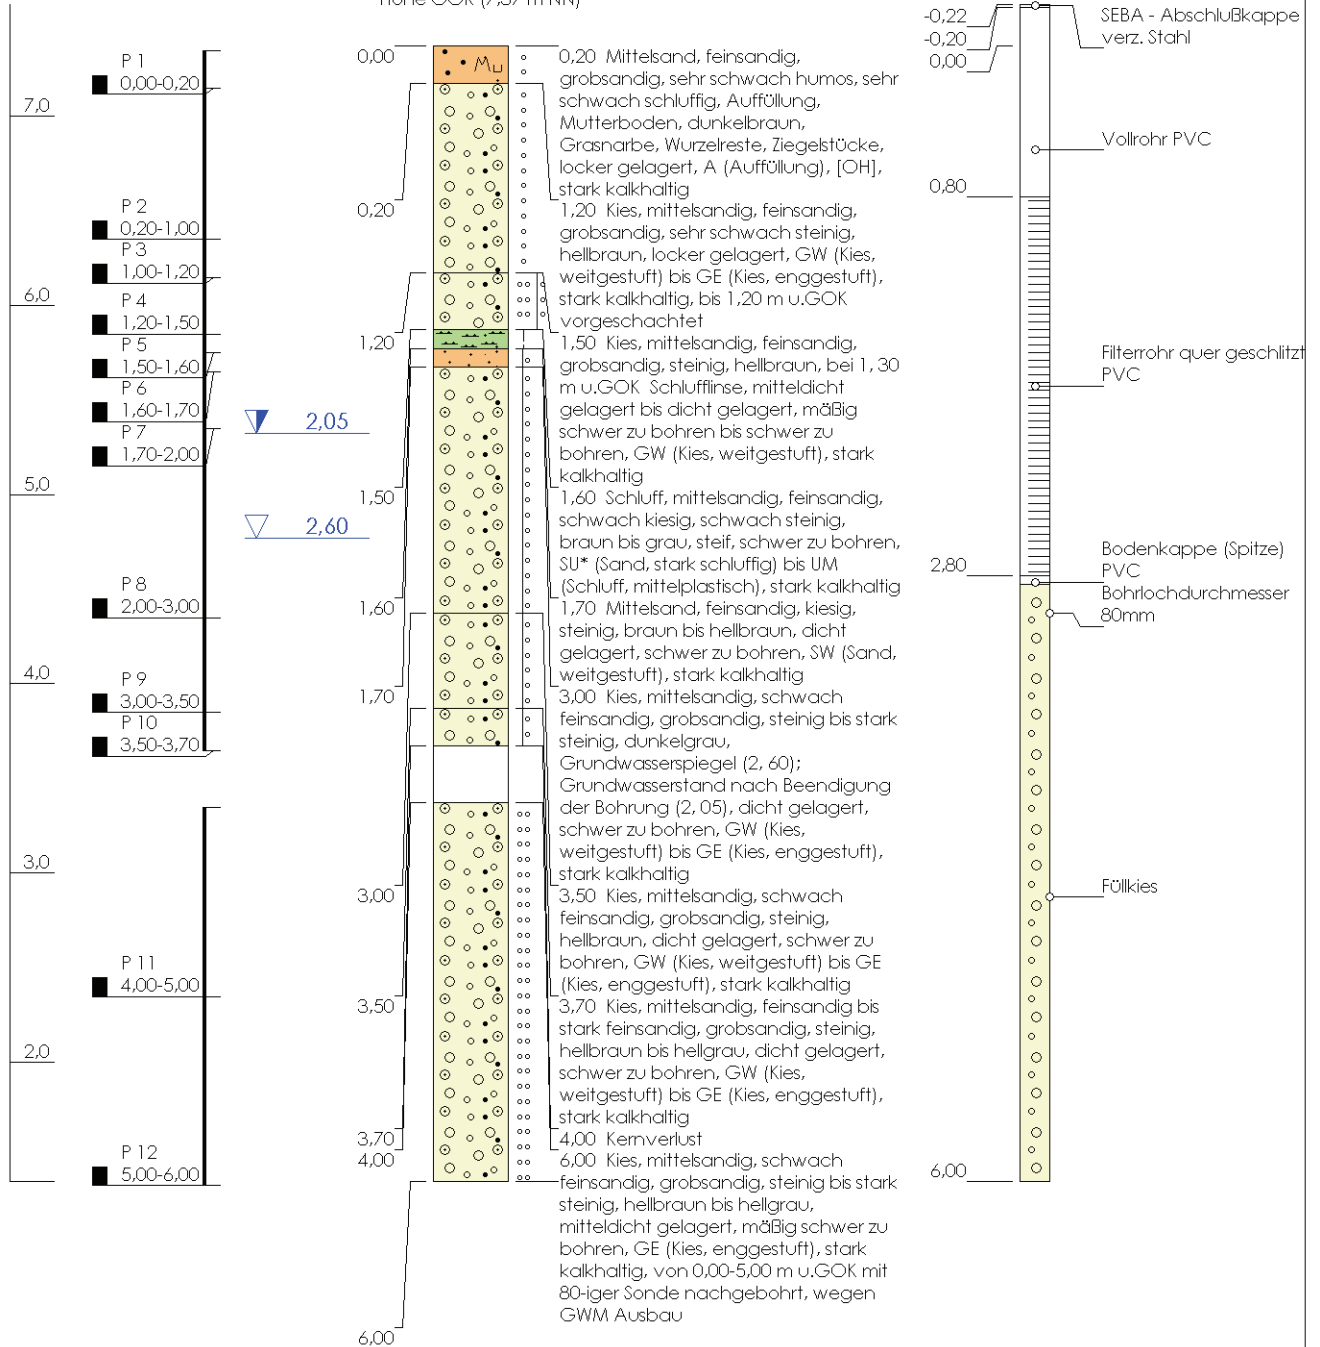 -0,22
-0,20
0,00
SEBA - Abschlußkappe
verz. Stahl
7,0
6,0
5,0
4,0
3,0
2,0
P 1
0,00-0,20
P 2
0,20-1,00
P 3
1,00-1,20
P 4
1,20-1,50
P 5
1,50-1,60
P 6
1,60-1,70
P 7
1,70-2,00
P 8
2,00-3,00
P 9
3,00-3,50
P 10
3,50-3,70
P 11
4,00-5,00
P 12
5,00-6,00
2,05
2,60
0,00
0,20
1,20
1,50
1,60
1,70
3,00
3,50
3,70
4,00
6,00
Mu
0,20 Mittelsand, feinsandig,
grobsandig, sehr schwach humos, sehr
schwach schluffig, Auffüllung,
Mutterboden, dunkelbraun,
Grasnarbe, Wurzelreste, Ziegelstücke,
locker gelagert, A (Auffüllung), [OH],
stark kalkhaltig
1,20 Kies, mittelsandig, feinsandig,
grobsandig, sehr schwach steinig,
hellbraun, locker gelagert, GW (Kies,
weitgestuft) bis GE (Kies, enggestuft),
stark kalkhaltig, bis 1,20 m u.GOK
vorgeschachtet
1,50 Kies, mittelsandig, feinsandig,
grobsandig, steinig, hellbraun, bei 1, 30
m u.GOK Schlufflinse, mitteldicht
gelagert bis dicht gelagert, mäßig
schwer zu bohren bis schwer zu
bohren, GW (Kies, weitgestuft), stark
kalkhaltig
1,60 Schluff, mittelsandig, feinsandig,
schwach kiesig, schwach steinig,
braun bis grau, steif, schwer zu bohren,
SU* (Sand, stark schluffig) bis UM
(Schluff, mittelplastisch), stark kalkhaltig
1,70 Mittelsand, feinsandig, kiesig,
steinig, braun bis hellbraun, dicht
gelagert, schwer zu bohren, SW (Sand,
weitgestuft), stark kalkhaltig
3,00 Kies, mittelsandig, schwach
feinsandig, grobsandig, steinig bis stark
steinig, dunkelgrau,
Grundwasserspiegel (2, 60);
Grundwasserstand nach Beendigung
der Bohrung (2, 05), dicht gelagert,
schwer zu bohren, GW (Kies,
weitgestuft) bis GE (Kies, enggestuft),
stark kalkhaltig
3,50 Kies, mittelsandig, schwach
feinsandig, grobsandig, steinig,
hellbraun, dicht gelagert, schwer zu
bohren, GW (Kies, weitgestuft) bis GE
(Kies, enggestuft), stark kalkhaltig
3,70 Kies, mittelsandig, feinsandig bis
stark feinsandig, grobsandig, steinig,
hellbraun bis hellgrau, dicht gelagert,
schwer zu bohren, GW (Kies,
weitgestuft) bis GE (Kies, enggestuft),
stark kalkhaltig
4,00 Kernverlust
6,00 Kies, mittelsandig, schwach
feinsandig, grobsandig, steinig bis stark
steinig, hellbraun bis hellgrau,
mitteldicht gelagert, mäßig schwer zu
bohren, GE (Kies, enggestuft), stark
kalkhaltig, von 0,00-5,00 m u.GOK mit
80-iger Sonde nachgebohrt, wegen
GWM Ausbau
Vollrohr PVC
0,80
Filterrohr quer geschlitzt
PVC
2,80
Bodenkappe (Spitze)
PVC
Bohrlochdurchmesser
80mm
Füllkies
6,00